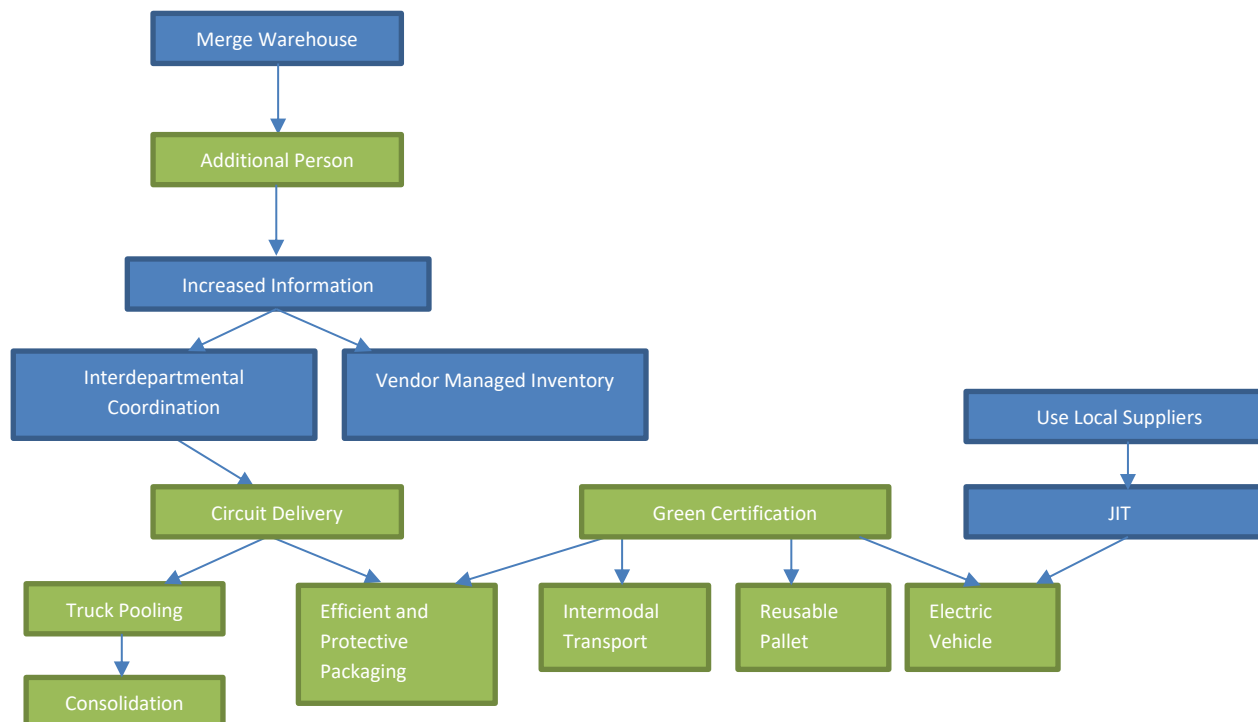 Merge Warehouse
Additional Person
Increased Information
Interdepartmental
Coordination
Vendor Managed Inventory
Use Local Suppliers
Circuit Delivery
Green Certification
JIT
Truck Pooling
Efficient and
Protective
Packaging
Intermodal
Transport
Reusable
Pallet
Electric
Vehicle
Consolidation